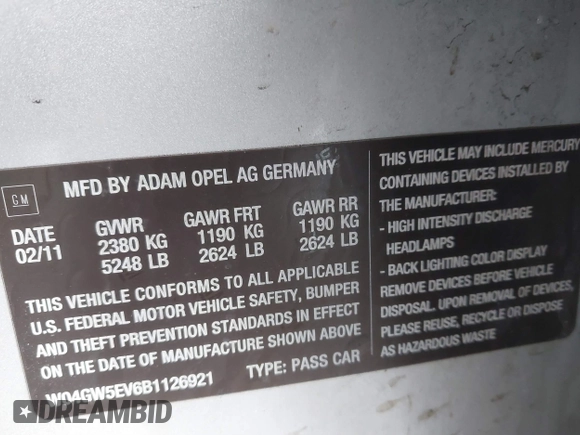 GM
MFD BY ADAM OPEL AG GERMANY
DATE GVWR GAWR FRT GAWR RR
02/11 2380 KG 1190 KG 1190 KG
5248 LB 2624 LB 2624 LB
THIS VEHICLE CONFORMS TO ALL APPLICABLE
U.S. FEDERAL MOTOR VEHICLE SAFETY, BUMPER
AND THEFT PREVENTION STANDARDS IN EFFECT
ON THE DATE OF MANUFACTURE SHOWN ABOVE
W04GW5EV6B1126921 TYPE: PASS CAR
THIS VEHICLE MAY INCLUDE MERCURY
CONTAINING DEVICES INSTALLED BY
THE MANUFACTURER:
- HIGH INTENSITY DISCHARGE
HEADLAMPS
- BACK LIGHTING COLOR DISPLAY
REMOVE DEVICES BEFORE VEHICLE
DISPOSAL. UPON REMOVAL OF DEVICES,
PLEASE REUSE, RECYCLE OR DISPOSE
AS HAZARDOUS WASTE
AUTOHELPERBOT.COM